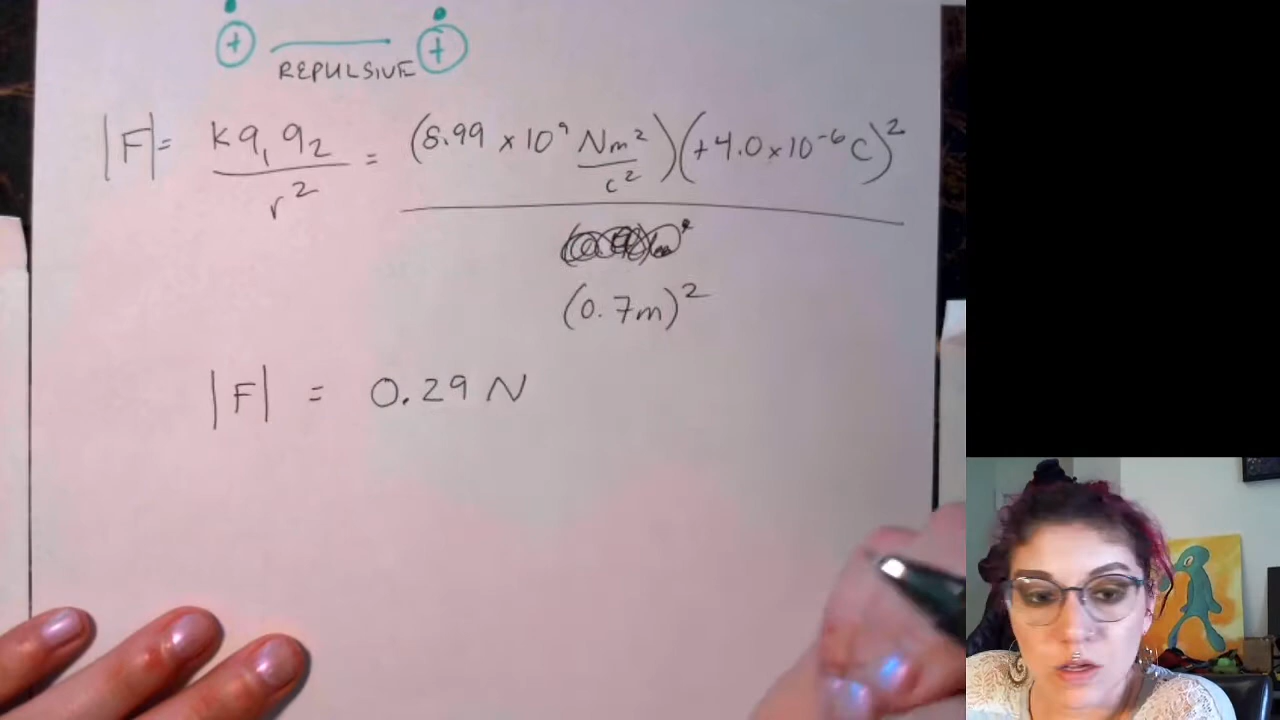 + +
REPULSIVE
|F| = kq₁q₂ / r² = (8.99 × 10⁹ Nm²/C²)(+4.0 × 10⁻⁶ C)² / (0.7m)²
|F| = 0.29 N